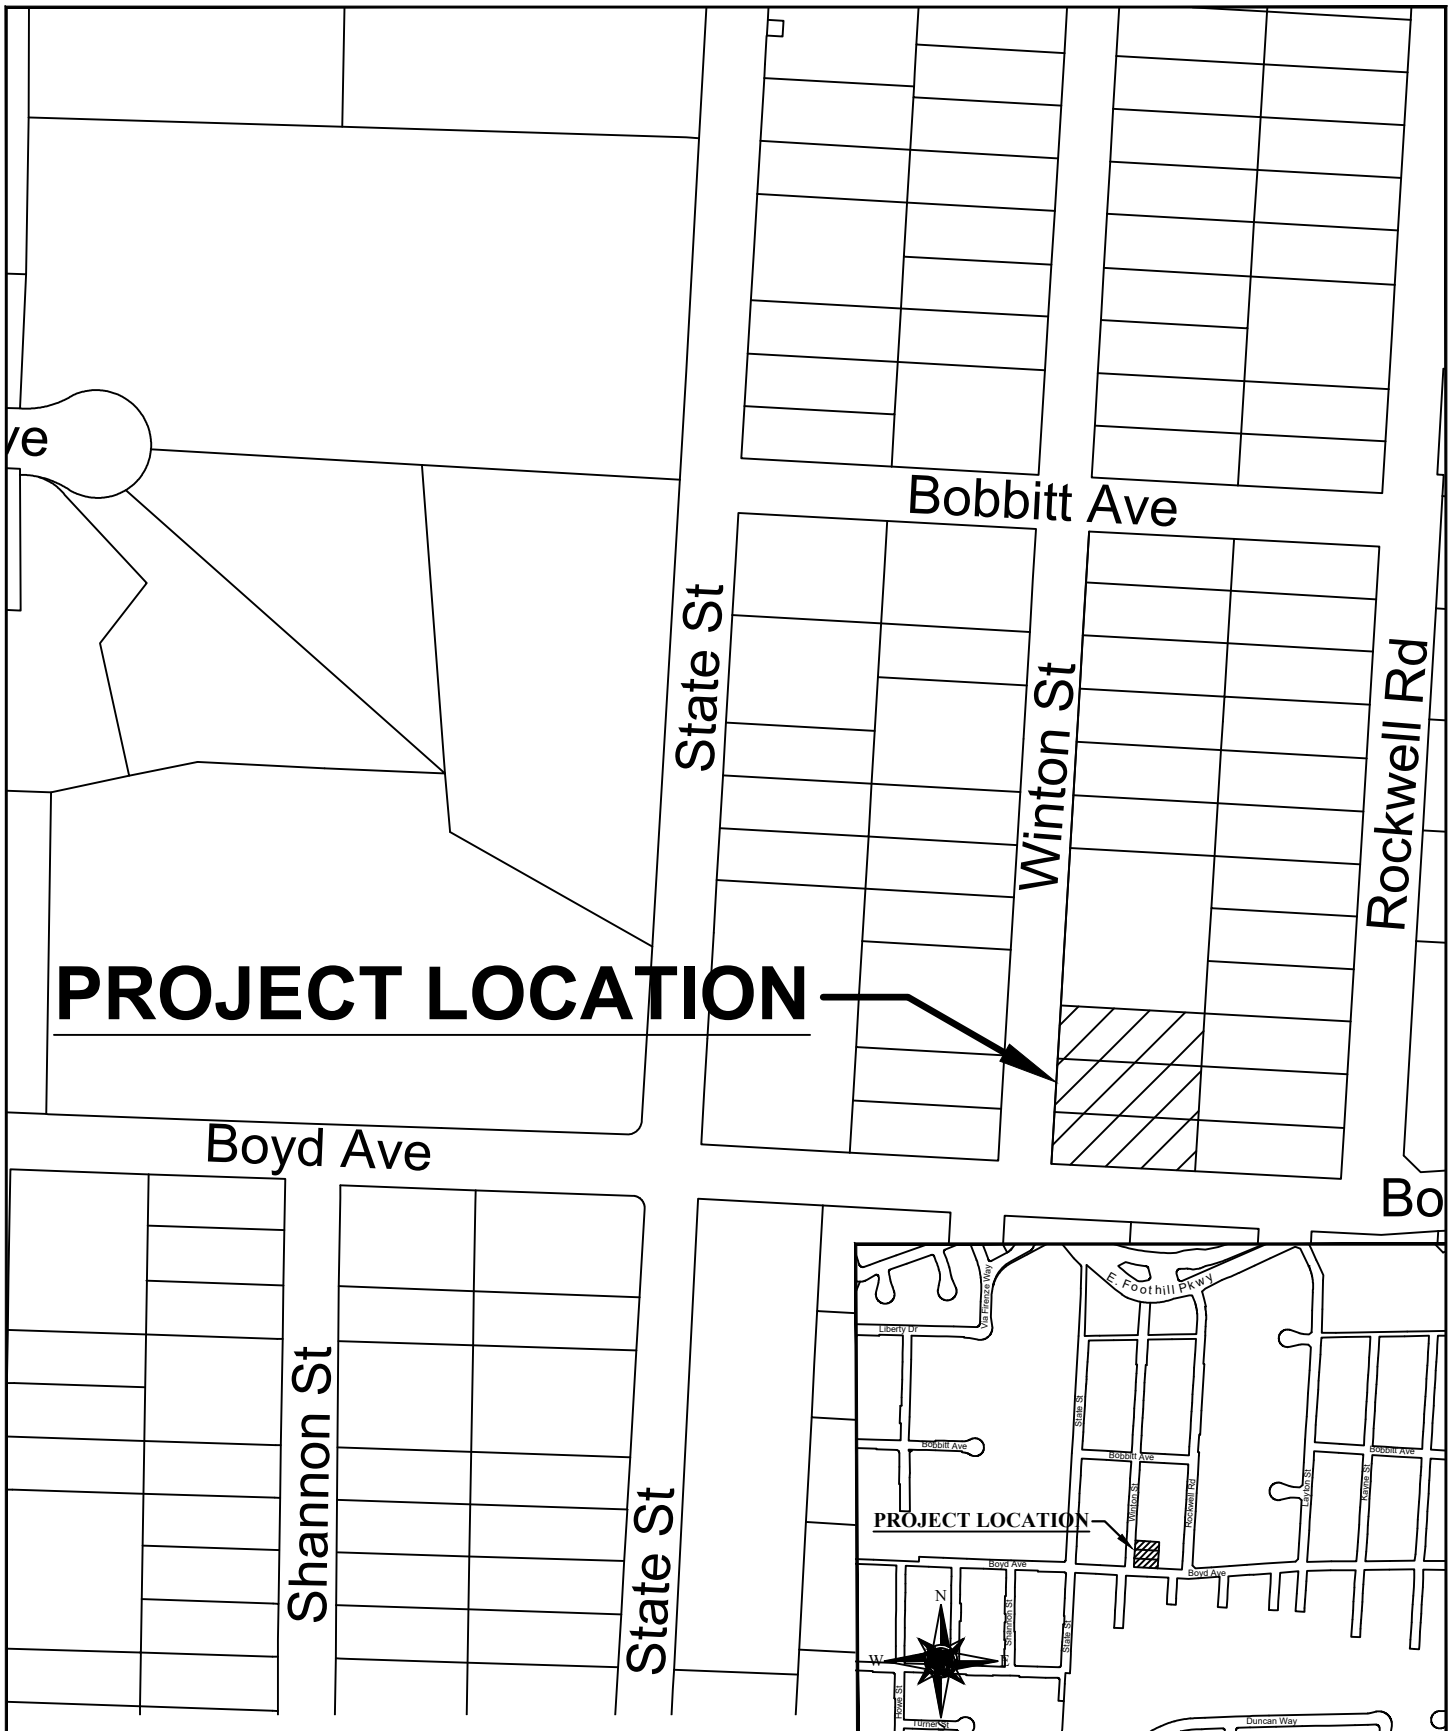 ve
Bobbitt Ave
State St
Winton St
Rockwell Rd
PROJECT LOCATION
Boyd Ave
Bo
Shannon St
State St
E. Foothill Pkwy
Via Firenze Way
Liberty Dr
State St
Bobbitt Ave
Bobbitt Ave
Bobbitt Ave
Winton St
Rockwell Rd
Layton St
Kayne St
PROJECT LOCATION
Boyd Ave
Boyd Ave
N
Shannon St
State St
W
E
S
Howe St
Turner St
Duncan Way